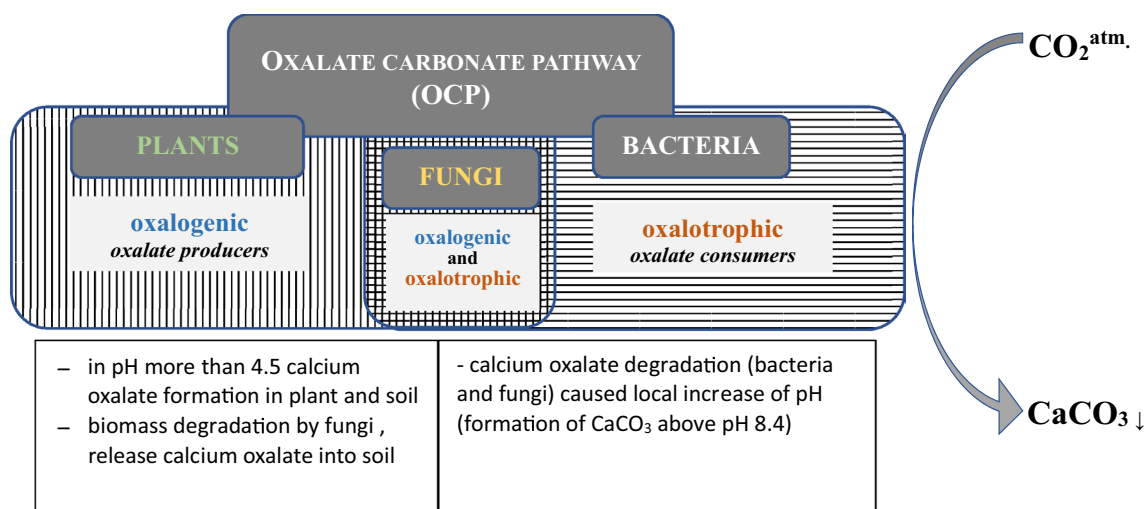 OXALATE CARBONATE PATHWAY
(OCP)
CO₂ᵃᵗᵐ·
PLANTS
BACTERIA
FUNGI
oxalogenic
oxalate producers
oxalogenic
and
oxalotrophic
oxalotrophic
oxalate consumers
– in pH more than 4.5 calcium
oxalate formation in plant and soil
– biomass degradation by fungi ,
release calcium oxalate into soil
- calcium oxalate degradation (bacteria
and fungi) caused local increase of pH
(formation of CaCO₃ above pH 8.4)
CaCO₃ ↓